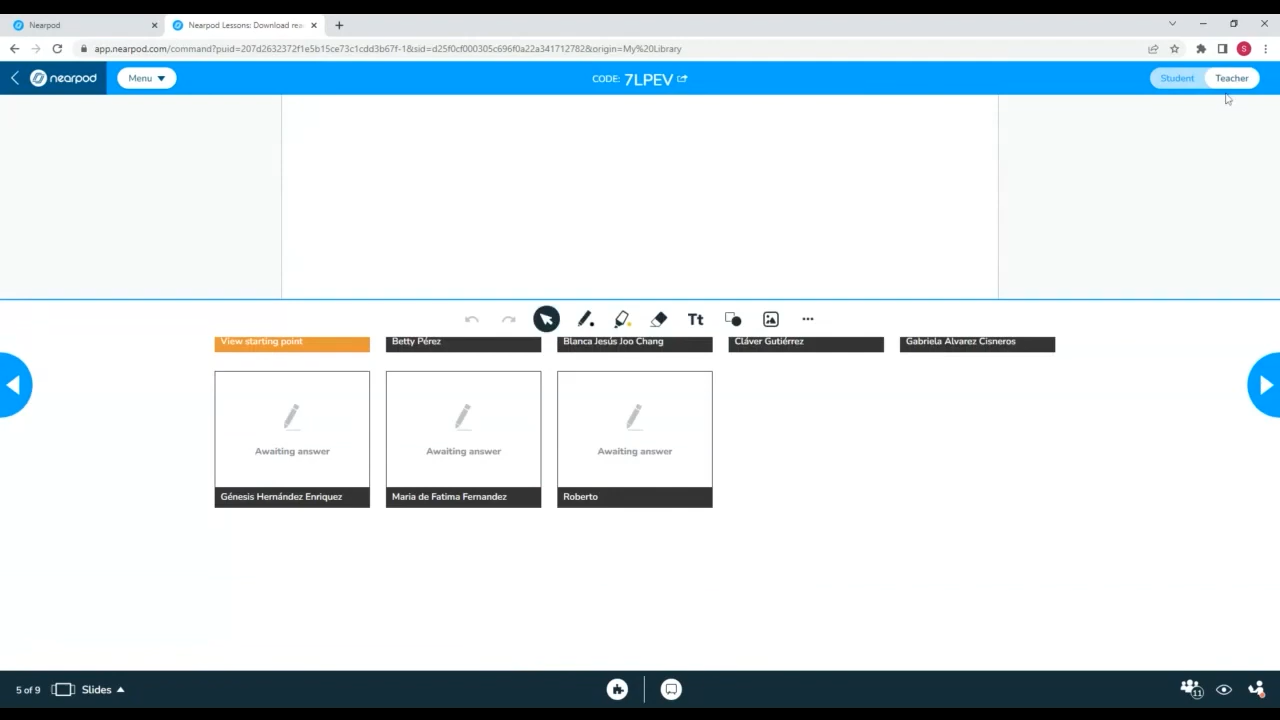 Nearpod
Nearpod Lessons: Download rea
app.nearpod.com/command?puid=207d2632372f1e5b15ce73c1cdd3b67f-1&sid=d25f0cf000305c696f0a22a341712782&origin=My%20Library
S
nearpod
Menu
CODE: 7LPEV
Student
Teacher
Tt
View starting point
Betty Pérez
Blanca Jesús Joo Chang
Cláver Gutiérrez
Gabriela Alvarez Cisneros
Awaiting answer
Awaiting answer
Awaiting answer
Génesis Hernández Enriquez
Maria de Fatima Fernandez
Roberto
5 of 9
Slides
11